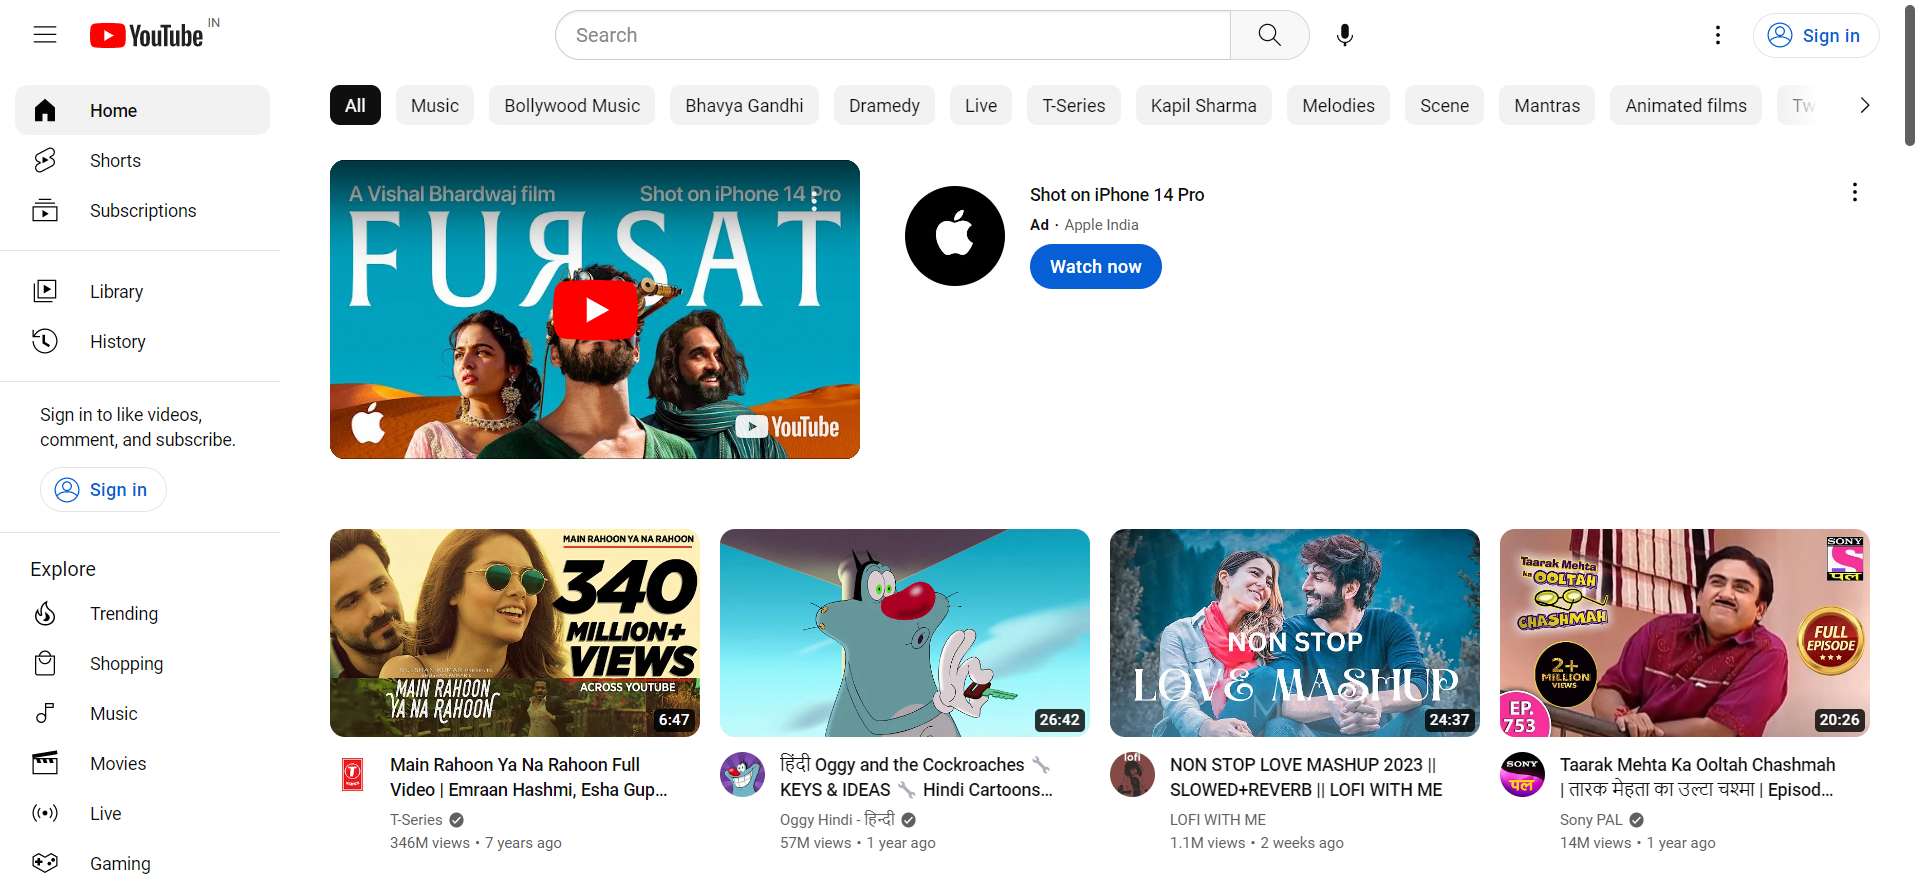 YouTube IN
Search
Sign in
Home
Shorts
Subscriptions
Library
History
Sign in to like videos,
comment, and subscribe.
Sign in
Explore
Trending
Shopping
Music
Movies
Live
Gaming
All
Music
Bollywood Music
Bhavya Gandhi
Dramedy
Live
T-Series
Kapil Sharma
Melodies
Scene
Mantras
Animated films
Tw
A Vishal Bhardwaj film
Shot on iPhone 14 Pro
FURSAT
YouTube
Shot on iPhone 14 Pro
Ad · Apple India
Watch now
MAIN RAHOON YA NA RAHOON
340
MILLION+
VIEWS
ACROSS YOUTUBE
MAIN RAHOON
YA NA RAHOON
6:47
Main Rahoon Ya Na Rahoon Full
Video | Emraan Hashmi, Esha Gup...
T-Series
346M views • 7 years ago
26:42
हिंदी Oggy and the Cockroaches 🔧
KEYS & IDEAS 🔧 Hindi Cartoons...
Oggy Hindi - हिन्दी
57M views • 1 year ago
NON STOP
LOVE MASHUP
24:37
lofi
NON STOP LOVE MASHUP 2023 ||
SLOWED+REVERB || LOFI WITH ME
LOFI WITH ME
1.1M views • 2 weeks ago
SONY
S
पल
Taarak Mehta
Ka OOLTAH
CHASHMAH
FULL
EPISODE
2+
MILLION
VIEWS
EP.
753
20:26
SONY
पल
Taarak Mehta Ka Ooltah Chashmah
| तारक मेहता का उल्टा चश्मा | Episod...
Sony PAL
14M views • 1 year ago